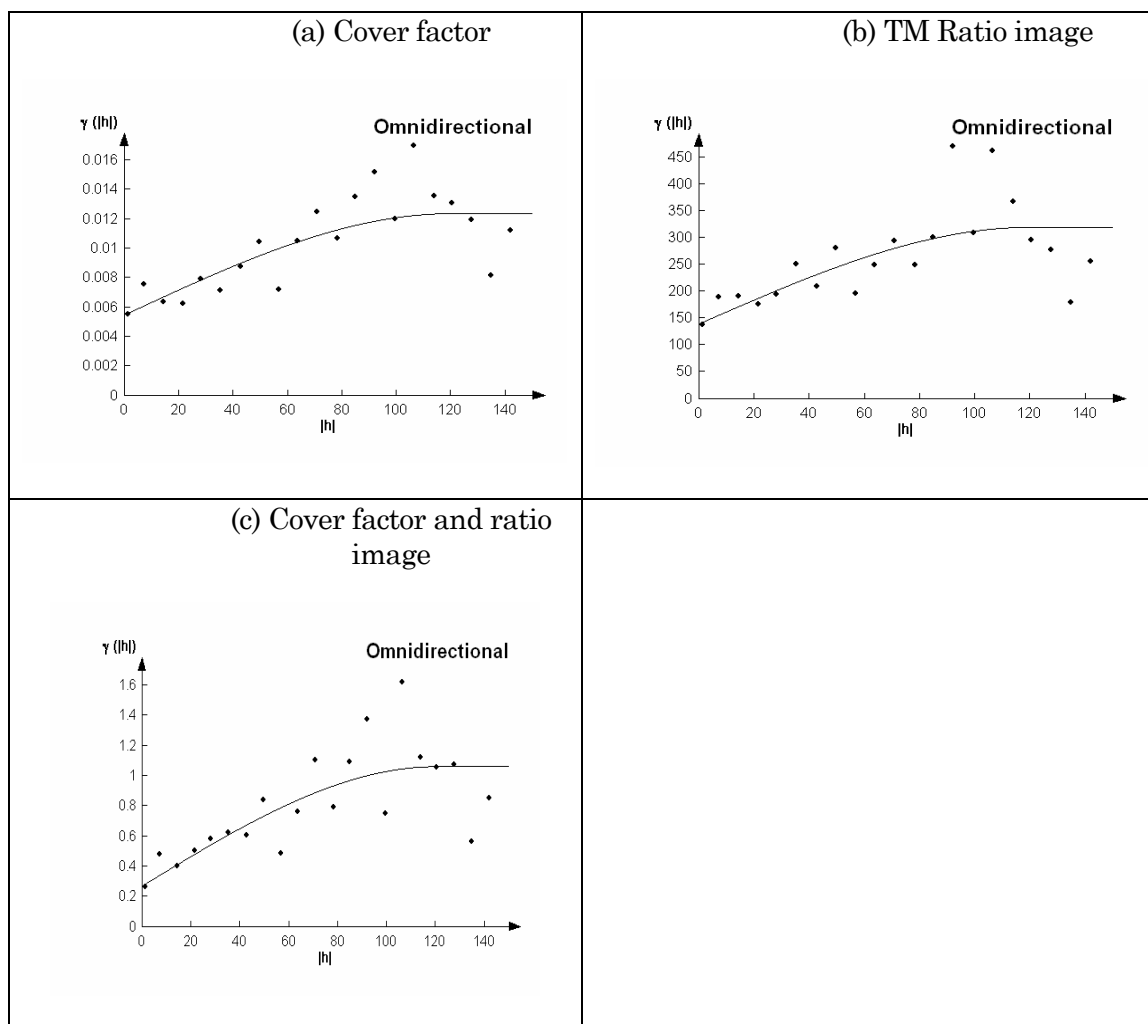 (a) Cover factor
γ (|h|)
Omnidirectional
0.016
0.014
0.012
0.01
0.008
0.006
0.004
0.002
0
0 20 40 60 80 100 120 140
|h|
(b) TM Ratio image
γ (|h|)
Omnidirectional
450
400
350
300
250
200
150
100
50
0
0 20 40 60 80 100 120 140
|h|
(c) Cover factor and ratio
image
γ (|h|)
Omnidirectional
1.6
1.4
1.2
1
0.8
0.6
0.4
0.2
0
0 20 40 60 80 100 120 140
|h|